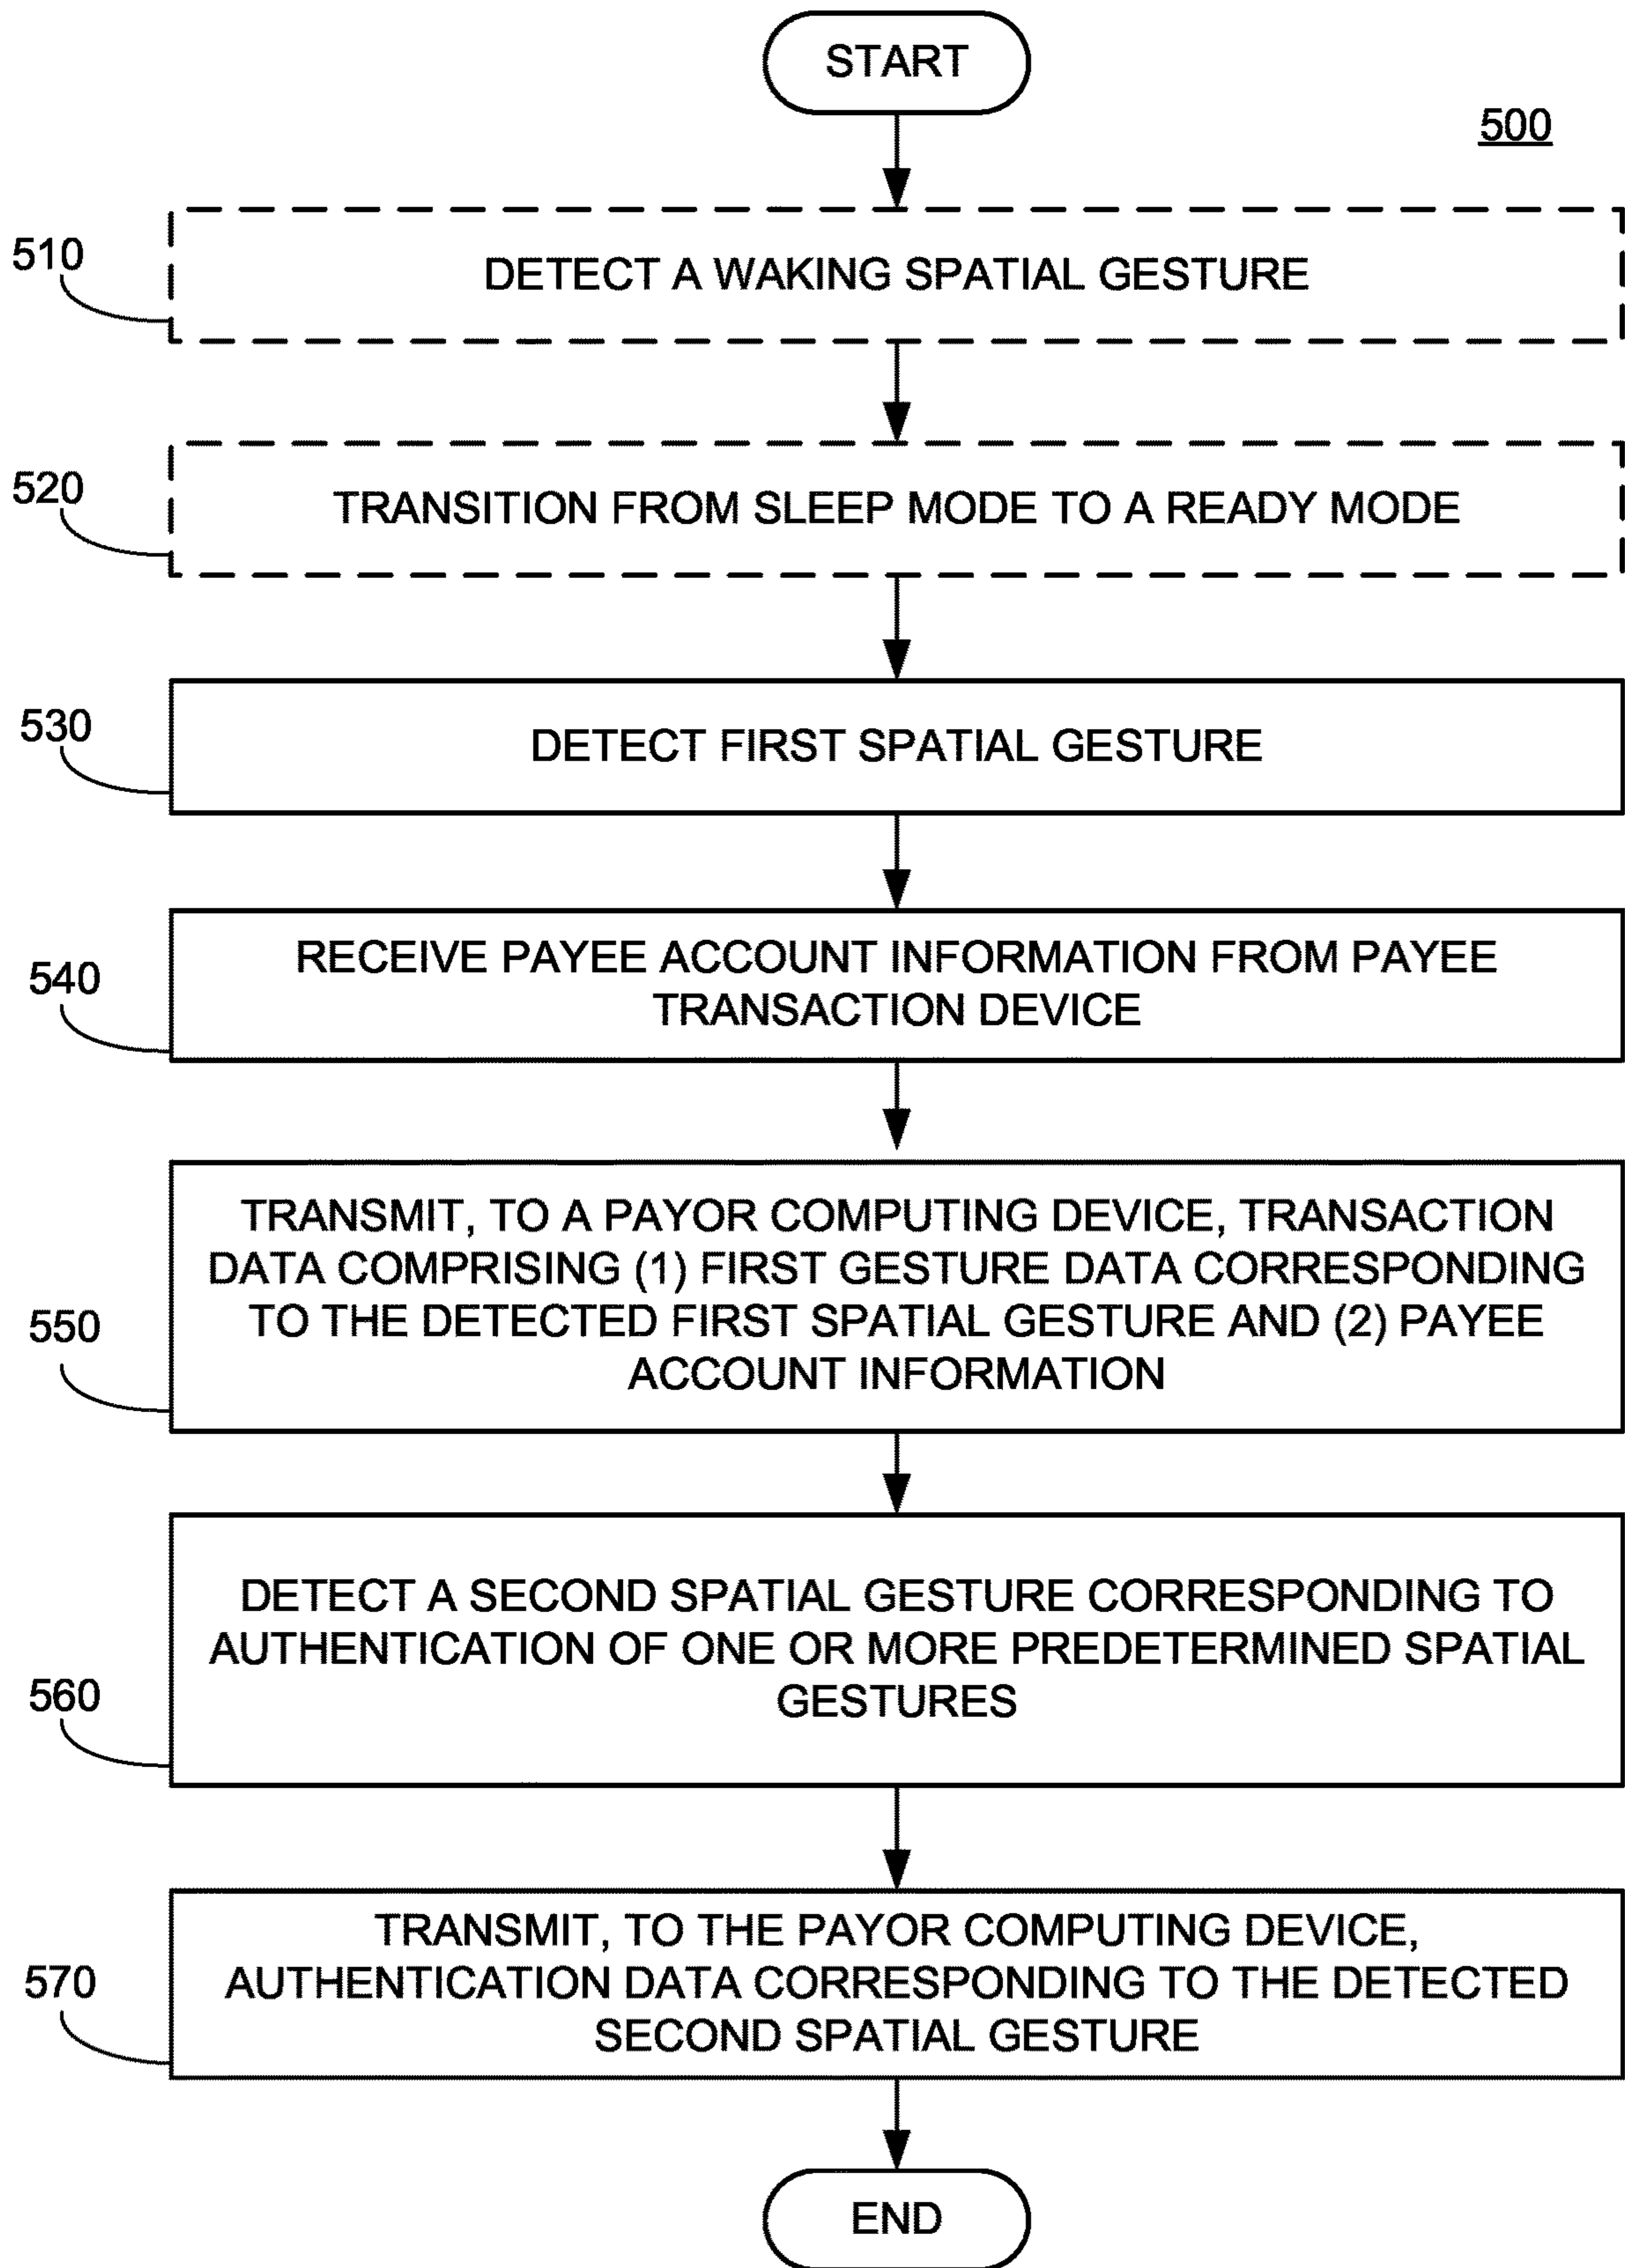 START
500
510
DETECT A WAKING SPATIAL GESTURE
520
TRANSITION FROM SLEEP MODE TO A READY MODE
530
DETECT FIRST SPATIAL GESTURE
540
RECEIVE PAYEE ACCOUNT INFORMATION FROM PAYEE
TRANSACTION DEVICE
550
TRANSMIT, TO A PAYOR COMPUTING DEVICE, TRANSACTION
DATA COMPRISING (1) FIRST GESTURE DATA CORRESPONDING
TO THE DETECTED FIRST SPATIAL GESTURE AND (2) PAYEE
ACCOUNT INFORMATION
560
DETECT A SECOND SPATIAL GESTURE CORRESPONDING TO
AUTHENTICATION OF ONE OR MORE PREDETERMINED SPATIAL
GESTURES
570
TRANSMIT, TO THE PAYOR COMPUTING DEVICE,
AUTHENTICATION DATA CORRESPONDING TO THE DETECTED
SECOND SPATIAL GESTURE
END